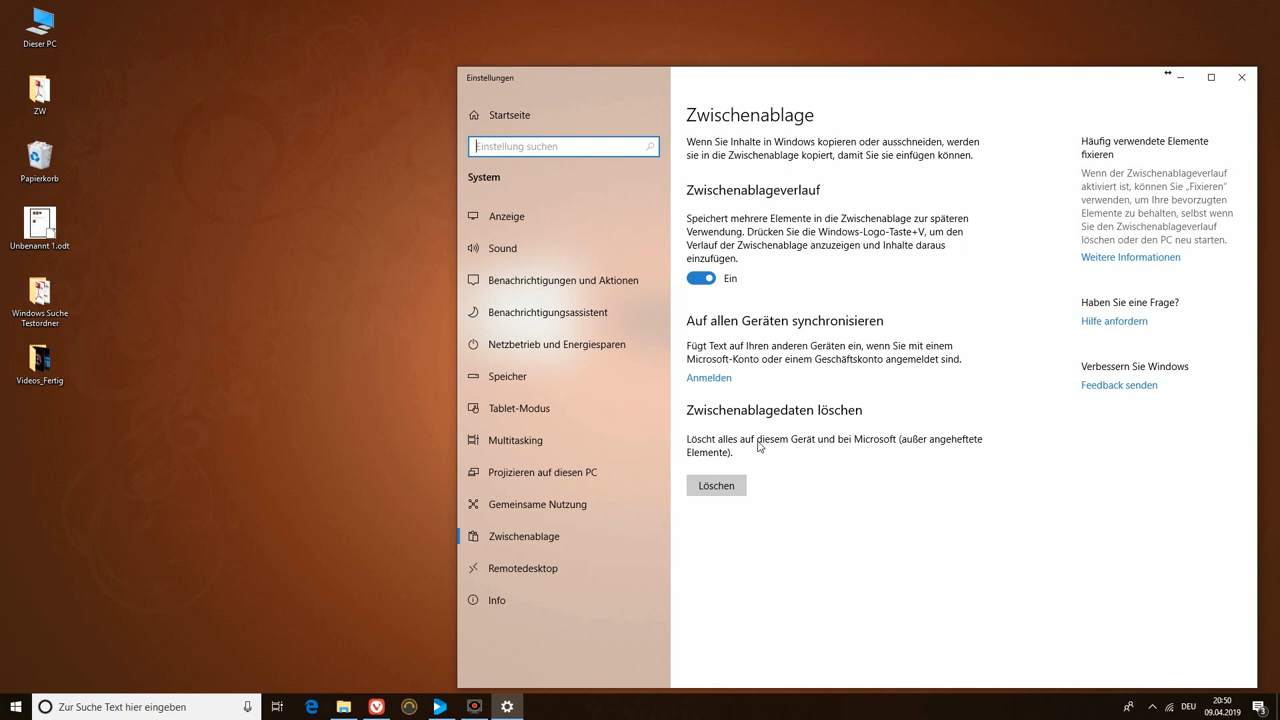 Dieser PC
ZW
Papierkorb
Unbenannt 1.odt
Windows Suche
Testordner
Videos_Fertig
Einstellungen
Startseite
Einstellung suchen
System
Anzeige
Sound
Benachrichtigungen und Aktionen
Benachrichtigungsassistent
Netzbetrieb und Energiesparen
Speicher
Tablet-Modus
Multitasking
Projizieren auf diesen PC
Gemeinsame Nutzung
Zwischenablage
Remotedesktop
Info
Zwischenablage
Wenn Sie Inhalte in Windows kopieren oder ausschneiden, werden
sie in die Zwischenablage kopiert, damit Sie sie einfügen können.
Zwischenablageverlauf
Speichert mehrere Elemente in die Zwischenablage zur späteren
Verwendung. Drücken Sie die Windows-Logo-Taste+V, um den
Verlauf der Zwischenablage anzuzeigen und Inhalte daraus
einzufügen.
Ein
Auf allen Geräten synchronisieren
Fügt Text auf Ihren anderen Geräten ein, wenn Sie mit einem
Microsoft-Konto oder einem Geschäftskonto angemeldet sind.
Anmelden
Zwischenablagedaten löschen
Löscht alles auf diesem Gerät und bei Microsoft (außer angeheftete
Elemente).
Löschen
Häufig verwendete Elemente
fixieren
Wenn der Zwischenablageverlauf
aktiviert ist, können Sie „Fixieren“
verwenden, um Ihre bevorzugten
Elemente zu behalten, selbst wenn
Sie den Zwischenablageverlauf
löschen oder den PC neu starten.
Weitere Informationen
Haben Sie eine Frage?
Hilfe anfordern
Verbessern Sie Windows
Feedback senden
Zur Suche Text hier eingeben
DEU
20:50
09.04.2019
3